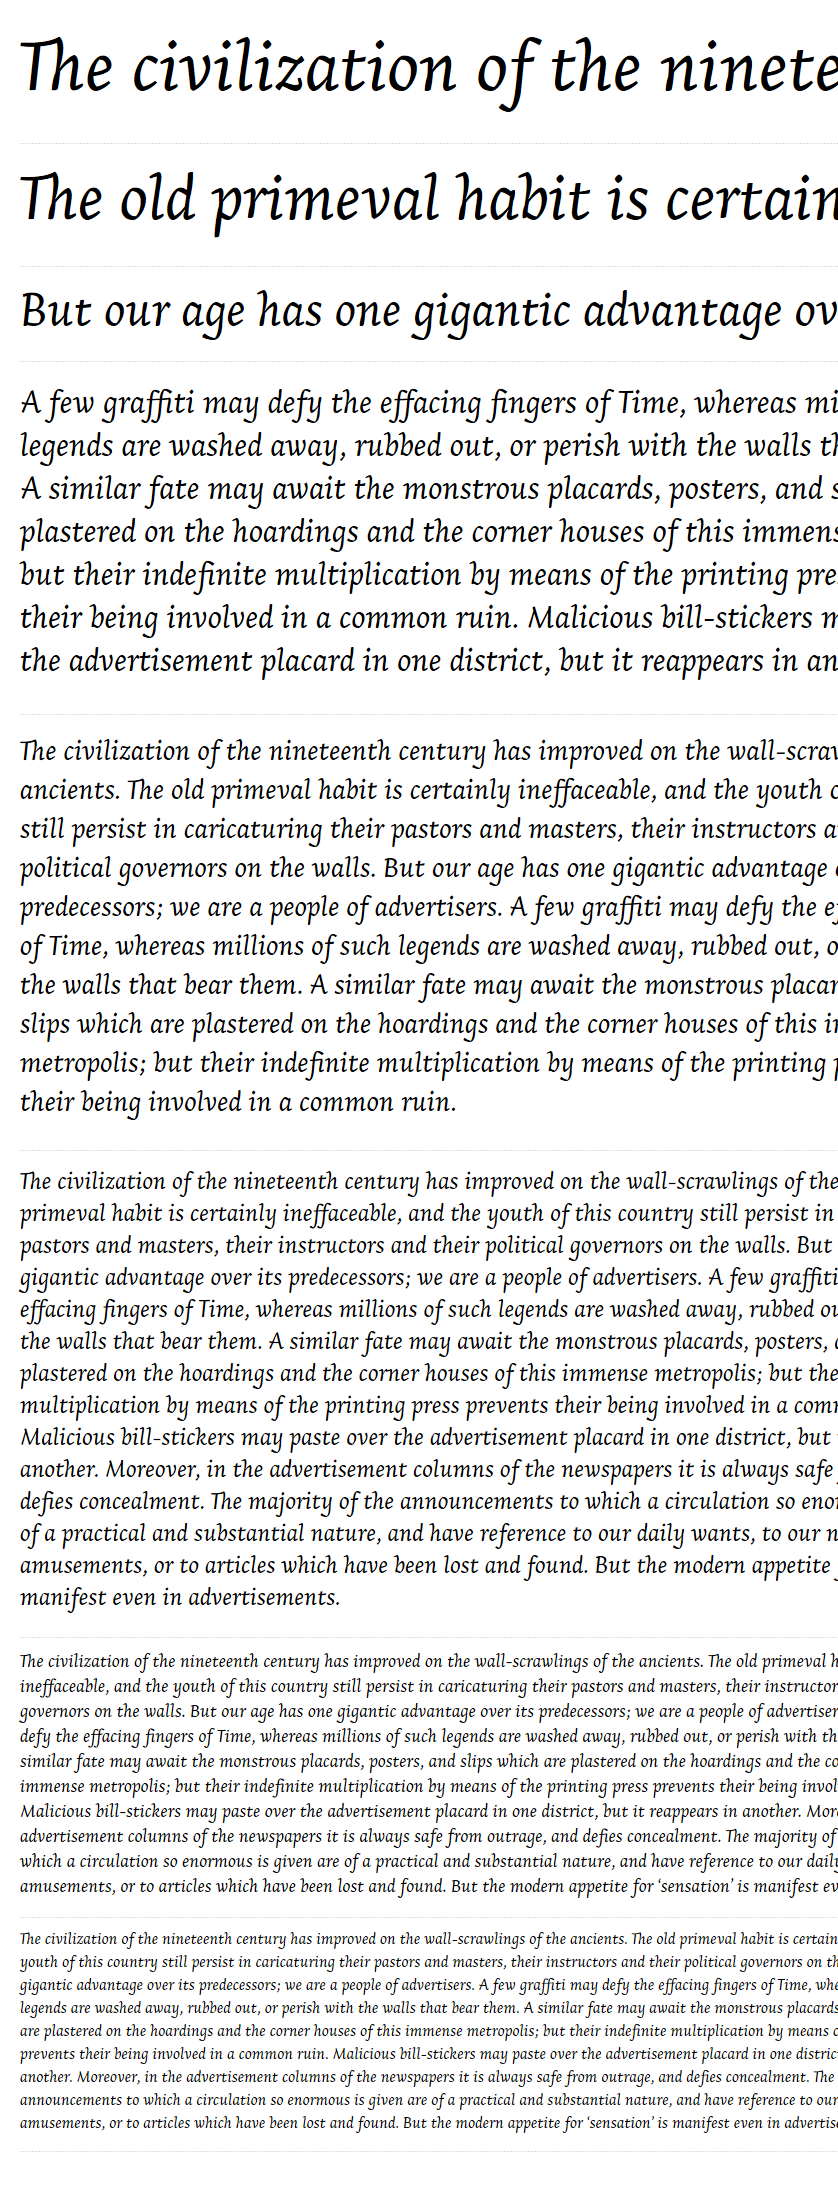 The civilization of the ninete
The old primeval habit is certain
But our age has one gigantic advantage ov
A few graffiti may defy the effacing fingers of Time, whereas mi
legends are washed away, rubbed out, or perish with the walls th
A similar fate may await the monstrous placards, posters, and s
plastered on the hoardings and the corner houses of this immens
but their indefinite multiplication by means of the printing pre
their being involved in a common ruin. Malicious bill-stickers m
the advertisement placard in one district, but it reappears in an
The civilization of the nineteenth century has improved on the wall-scraw
ancients. The old primeval habit is certainly ineffaceable, and the youth o
still persist in caricaturing their pastors and masters, their instructors a
political governors on the walls. But our age has one gigantic advantage
predecessors; we are a people of advertisers. A few graffiti may defy the ef
of Time, whereas millions of such legends are washed away, rubbed out, o
the walls that bear them. A similar fate may await the monstrous placar
slips which are plastered on the hoardings and the corner houses of this im
metropolis; but their indefinite multiplication by means of the printing p
their being involved in a common ruin.
The civilization of the nineteenth century has improved on the wall-scrawlings of the
primeval habit is certainly ineffaceable, and the youth of this country still persist in
pastors and masters, their instructors and their political governors on the walls. But
gigantic advantage over its predecessors; we are a people of advertisers. A few graffiti
effacing fingers of Time, whereas millions of such legends are washed away, rubbed ou
the walls that bear them. A similar fate may await the monstrous placards, posters, a
plastered on the hoardings and the corner houses of this immense metropolis; but the
multiplication by means of the printing press prevents their being involved in a comm
Malicious bill-stickers may paste over the advertisement placard in one district, but
another. Moreover, in the advertisement columns of the newspapers it is always safe
defies concealment. The majority of the announcements to which a circulation so enor
of a practical and substantial nature, and have reference to our daily wants, to our n
amusements, or to articles which have been lost and found. But the modern appetite
manifest even in advertisements.
The civilization of the nineteenth century has improved on the wall-scrawlings of the ancients. The old primeval h
ineffaceable, and the youth of this country still persist in caricaturing their pastors and masters, their instructor
governors on the walls. But our age has one gigantic advantage over its predecessors; we are a people of advertiser
defy the effacing fingers of Time, whereas millions of such legends are washed away, rubbed out, or perish with th
similar fate may await the monstrous placards, posters, and slips which are plastered on the hoardings and the co
immense metropolis; but their indefinite multiplication by means of the printing press prevents their being invol
Malicious bill-stickers may paste over the advertisement placard in one district, but it reappears in another. More
advertisement columns of the newspapers it is always safe from outrage, and defies concealment. The majority of
which a circulation so enormous is given are of a practical and substantial nature, and have reference to our daily
amusements, or to articles which have been lost and found. But the modern appetite for ‘sensation’ is manifest ev
The civilization of the nineteenth century has improved on the wall-scrawlings of the ancients. The old primeval habit is certain
youth of this country still persist in caricaturing their pastors and masters, their instructors and their political governors on th
gigantic advantage over its predecessors; we are a people of advertisers. A few graffiti may defy the effacing fingers of Time, whe
legends are washed away, rubbed out, or perish with the walls that bear them. A similar fate may await the monstrous placards
are plastered on the hoardings and the corner houses of this immense metropolis; but their indefinite multiplication by means o
prevents their being involved in a common ruin. Malicious bill-stickers may paste over the advertisement placard in one distric
another. Moreover, in the advertisement columns of the newspapers it is always safe from outrage, and defies concealment. The
announcements to which a circulation so enormous is given are of a practical and substantial nature, and have reference to our
amusements, or to articles which have been lost and found. But the modern appetite for ‘sensation’ is manifest even in advertise